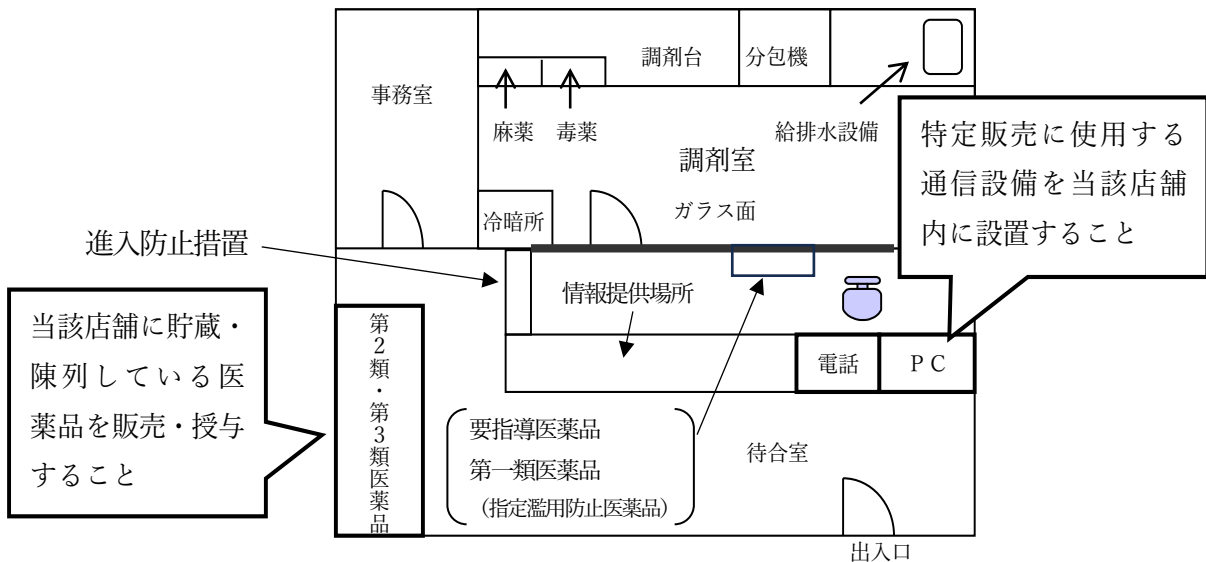 調剤台
分包機
事務室
麻薬
毒薬
給排水設備
調剤室
ガラス面
冷暗所
特定販売に使用する
通信設備を当該店舗
内に設置すること
進入防止措置
情報提供場所
当該店舗に貯蔵・
陳列している医
薬品を販売・授与
すること
第2類・第3類医薬品
電話
ＰＣ
要指導医薬品
第一類医薬品
（指定濫用防止医薬品）
待合室
出入口